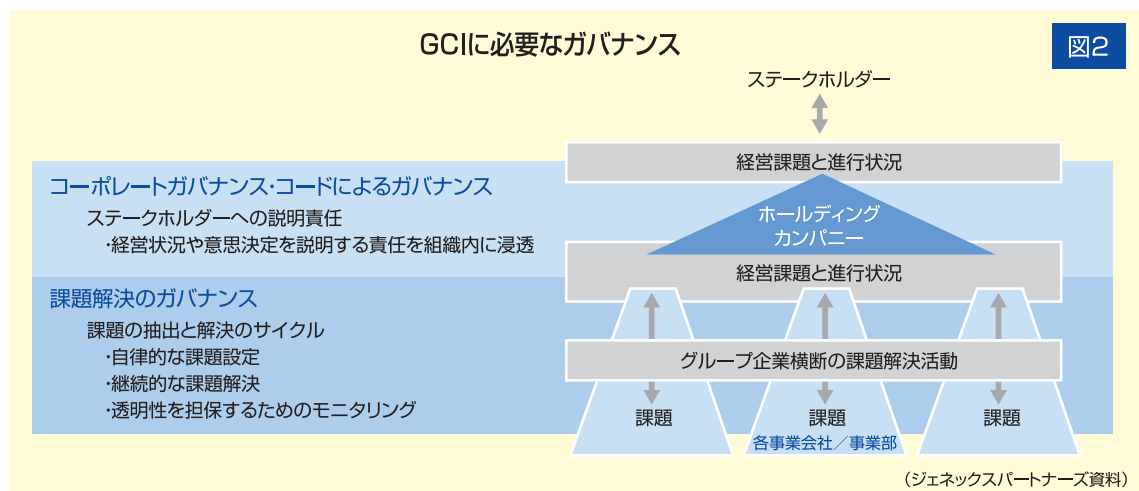 GCIに必要なガバナンス
図2
ステークホルダー
経営課題と進行状況
コーポレートガバナンス・コードによるガバナンス
ステークホルダーへの説明責任
・経営状況や意思決定を説明する責任を組織内に浸透
ホールディング
カンパニー
経営課題と進行状況
課題解決のガバナンス
課題の抽出と解決のサイクル
・自律的な課題設定
・継続的な課題解決
・透明性を担保するためのモニタリング
グループ企業横断の課題解決活動
課題
課題
課題
各事業会社／事業部
（ジェネックスパートナーズ資料）